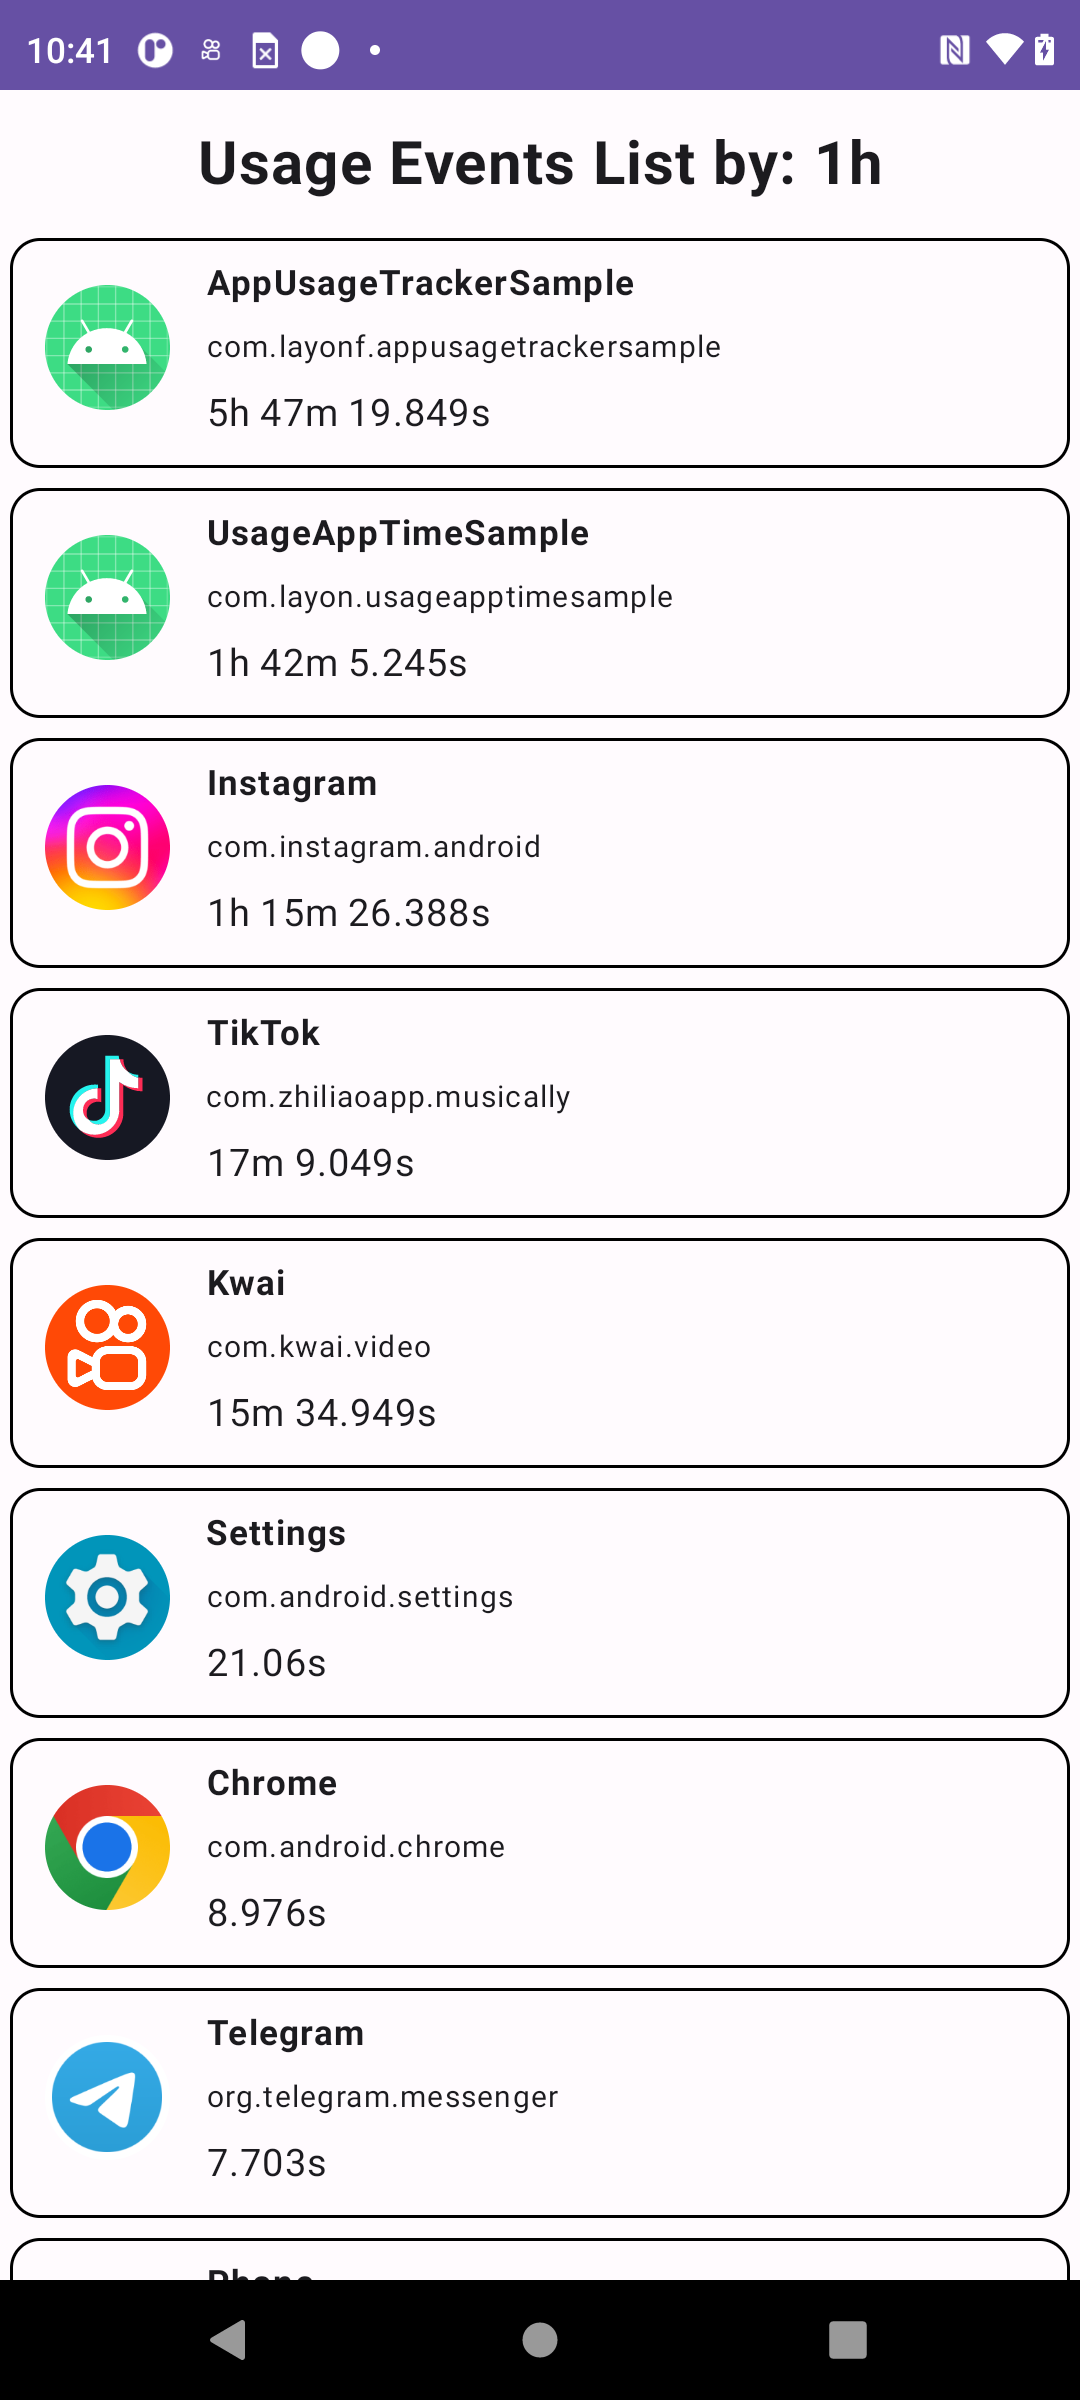 10:41
Usage Events List by: 1h
AppUsageTrackerSample
com.layonf.appusagetrackersample
5h 47m 19.849s
UsageAppTimeSample
com.layon.usageapptimesample
1h 42m 5.245s
Instagram
com.instagram.android
1h 15m 26.388s
TikTok
com.zhiliaoapp.musically
17m 9.049s
Kwai
com.kwai.video
15m 34.949s
Settings
com.android.settings
21.06s
Chrome
com.android.chrome
8.976s
Telegram
org.telegram.messenger
7.703s